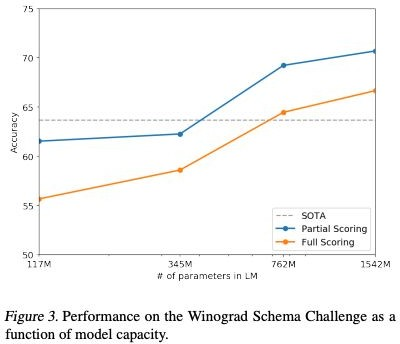 75
70
65
60
55
50
Accuracy
117M
345M
762M
1542M
# of parameters in LM
SOTA
Partial Scoring
Full Scoring
Figure 3. Performance on the Winograd Schema Challenge as a
function of model capacity.